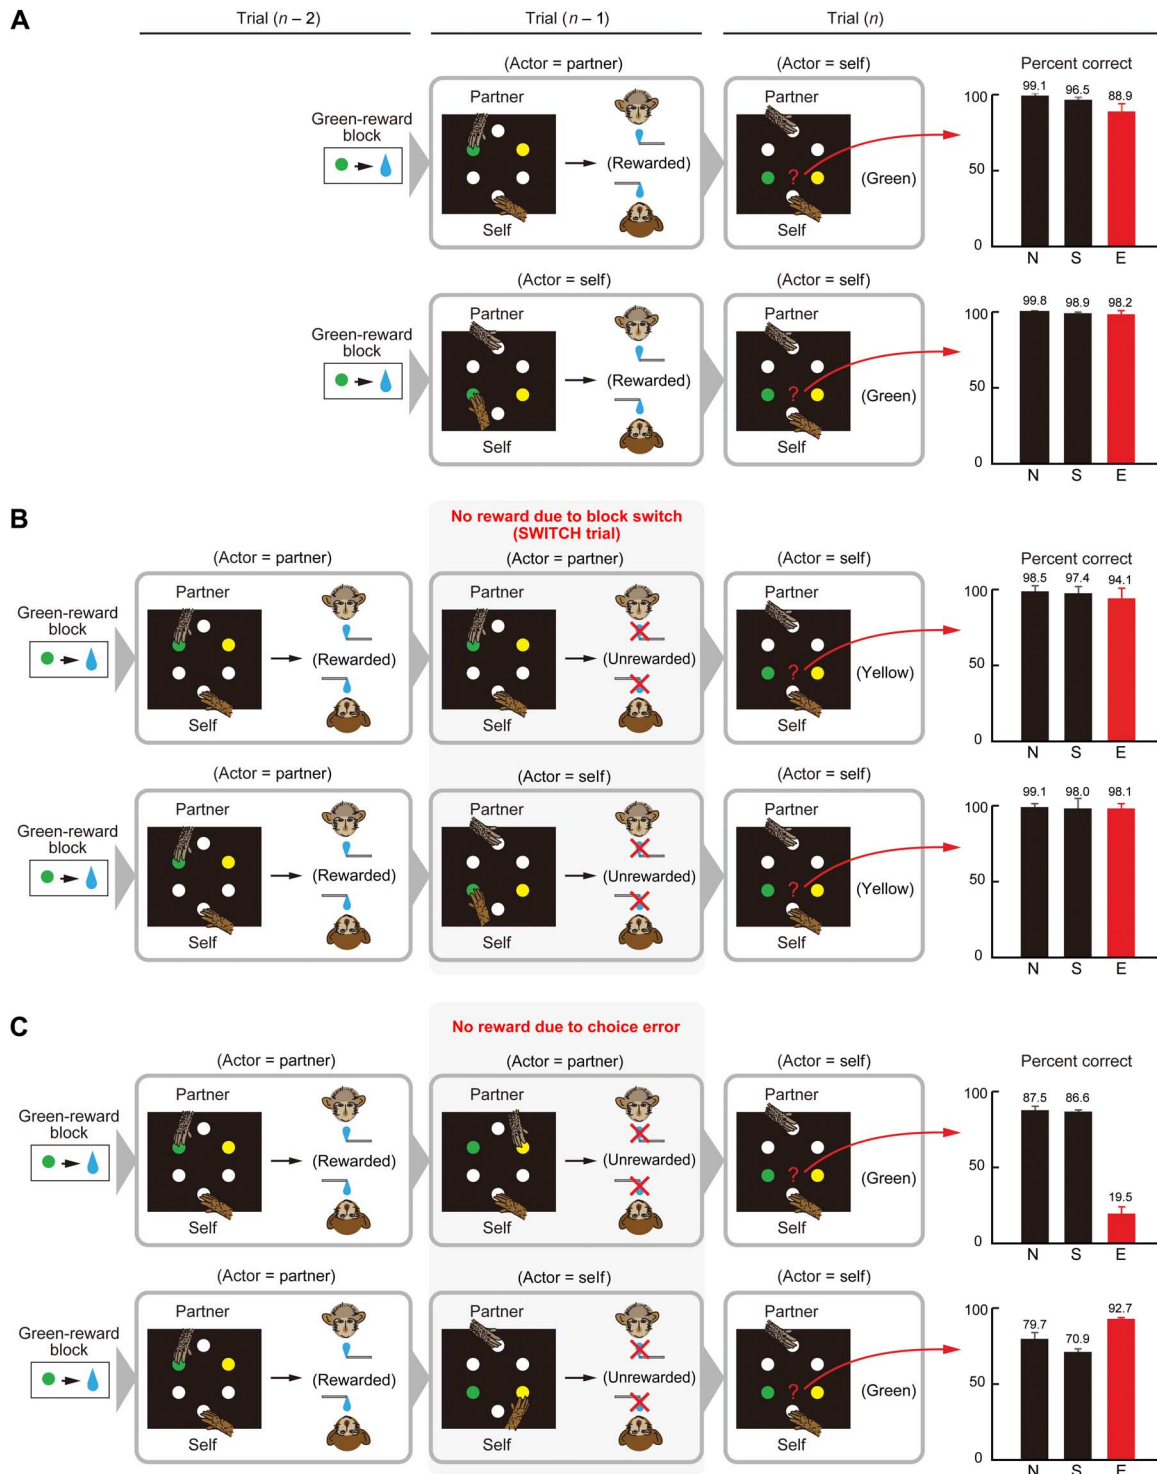 A
Trial (n – 2)
Trial (n – 1)
Trial (n)
(Actor = partner)
(Actor = self)
Percent correct
Green-reward
block
Partner
(Rewarded)
Self
Partner
?
(Green)
Self
99.1
96.5
88.9
100
50
0
N
S
E
(Actor = self)
(Actor = self)
Green-reward
block
Partner
(Rewarded)
Self
Partner
?
(Green)
Self
99.8
98.9
98.2
100
50
0
N
S
E
B
No reward due to block switch
(SWITCH trial)
(Actor = partner)
(Actor = partner)
(Actor = self)
Percent correct
Green-reward
block
Partner
(Rewarded)
Self
Partner
(Unrewarded)
Self
Partner
?
(Yellow)
Self
98.5
97.4
94.1
100
50
0
N
S
E
(Actor = partner)
(Actor = self)
(Actor = self)
Green-reward
block
Partner
(Rewarded)
Self
Partner
(Unrewarded)
Self
Partner
?
(Yellow)
Self
99.1
98.0
98.1
100
50
0
N
S
E
C
No reward due to choice error
(Actor = partner)
(Actor = partner)
(Actor = self)
Percent correct
Green-reward
block
Partner
(Rewarded)
Self
Partner
(Unrewarded)
Self
Partner
?
(Green)
Self
87.5
86.6
19.5
100
50
0
N
S
E
(Actor = partner)
(Actor = self)
(Actor = self)
Green-reward
block
Partner
(Rewarded)
Self
Partner
(Unrewarded)
Self
Partner
?
(Green)
Self
79.7
70.9
92.7
100
50
0
N
S
E